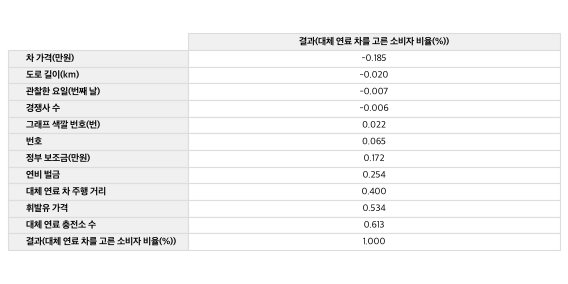 결과(대체 연료 차를 고른 소비자 비율(%))
차 가격(만원) -0.185
도로 길이(km) -0.020
관찰한 요일(번째 날) -0.007
경쟁사 수 -0.006
그래프 색깔 번호(번) 0.022
번호 0.065
정부 보조금(만원) 0.172
연비 벌금 0.254
대체 연료 차 주행 거리 0.400
휘발유 가격 0.534
대체 연료 충전소 수 0.613
결과(대체 연료 차를 고른 소비자 비율(%)) 1.000